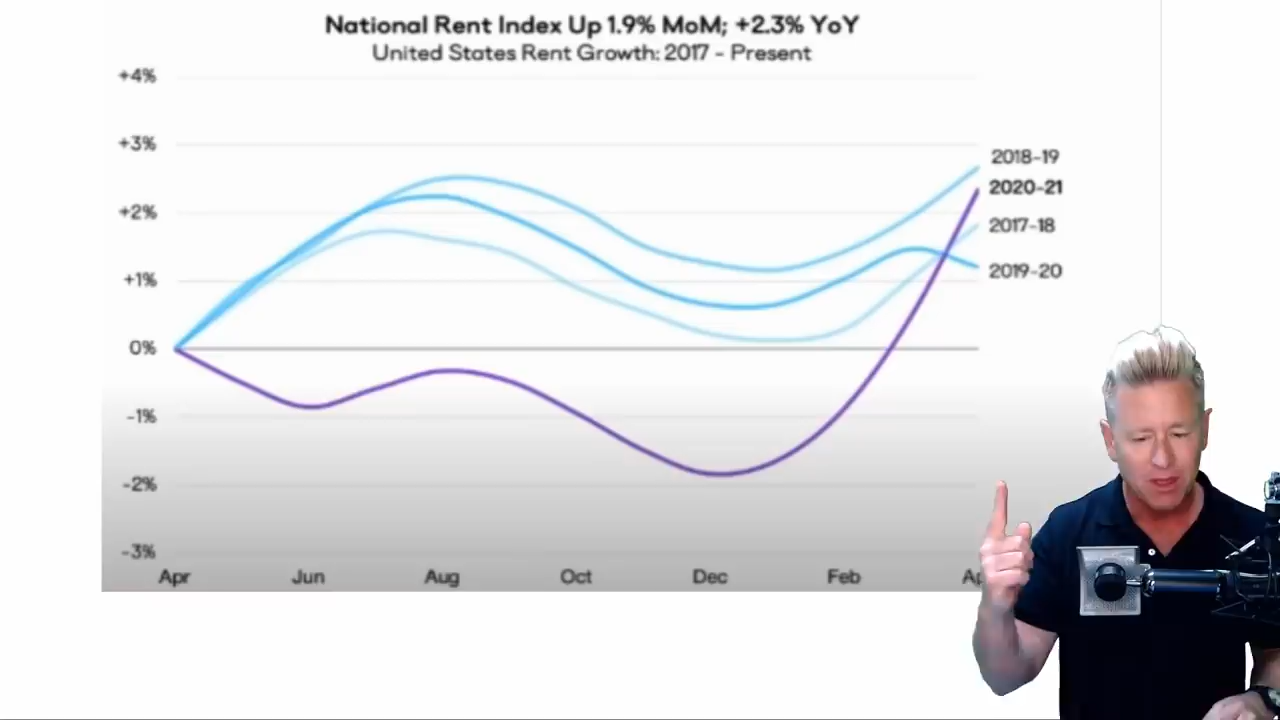 National Rent Index Up 1.9% MoM; +2.3% YoY
United States Rent Growth: 2017 - Present
+4%
+3%
+2%
+1%
0%
-1%
-2%
-3%
2018-19
2020-21
2017-18
2019-20
Apr
Jun
Aug
Oct
Dec
Feb
Ap